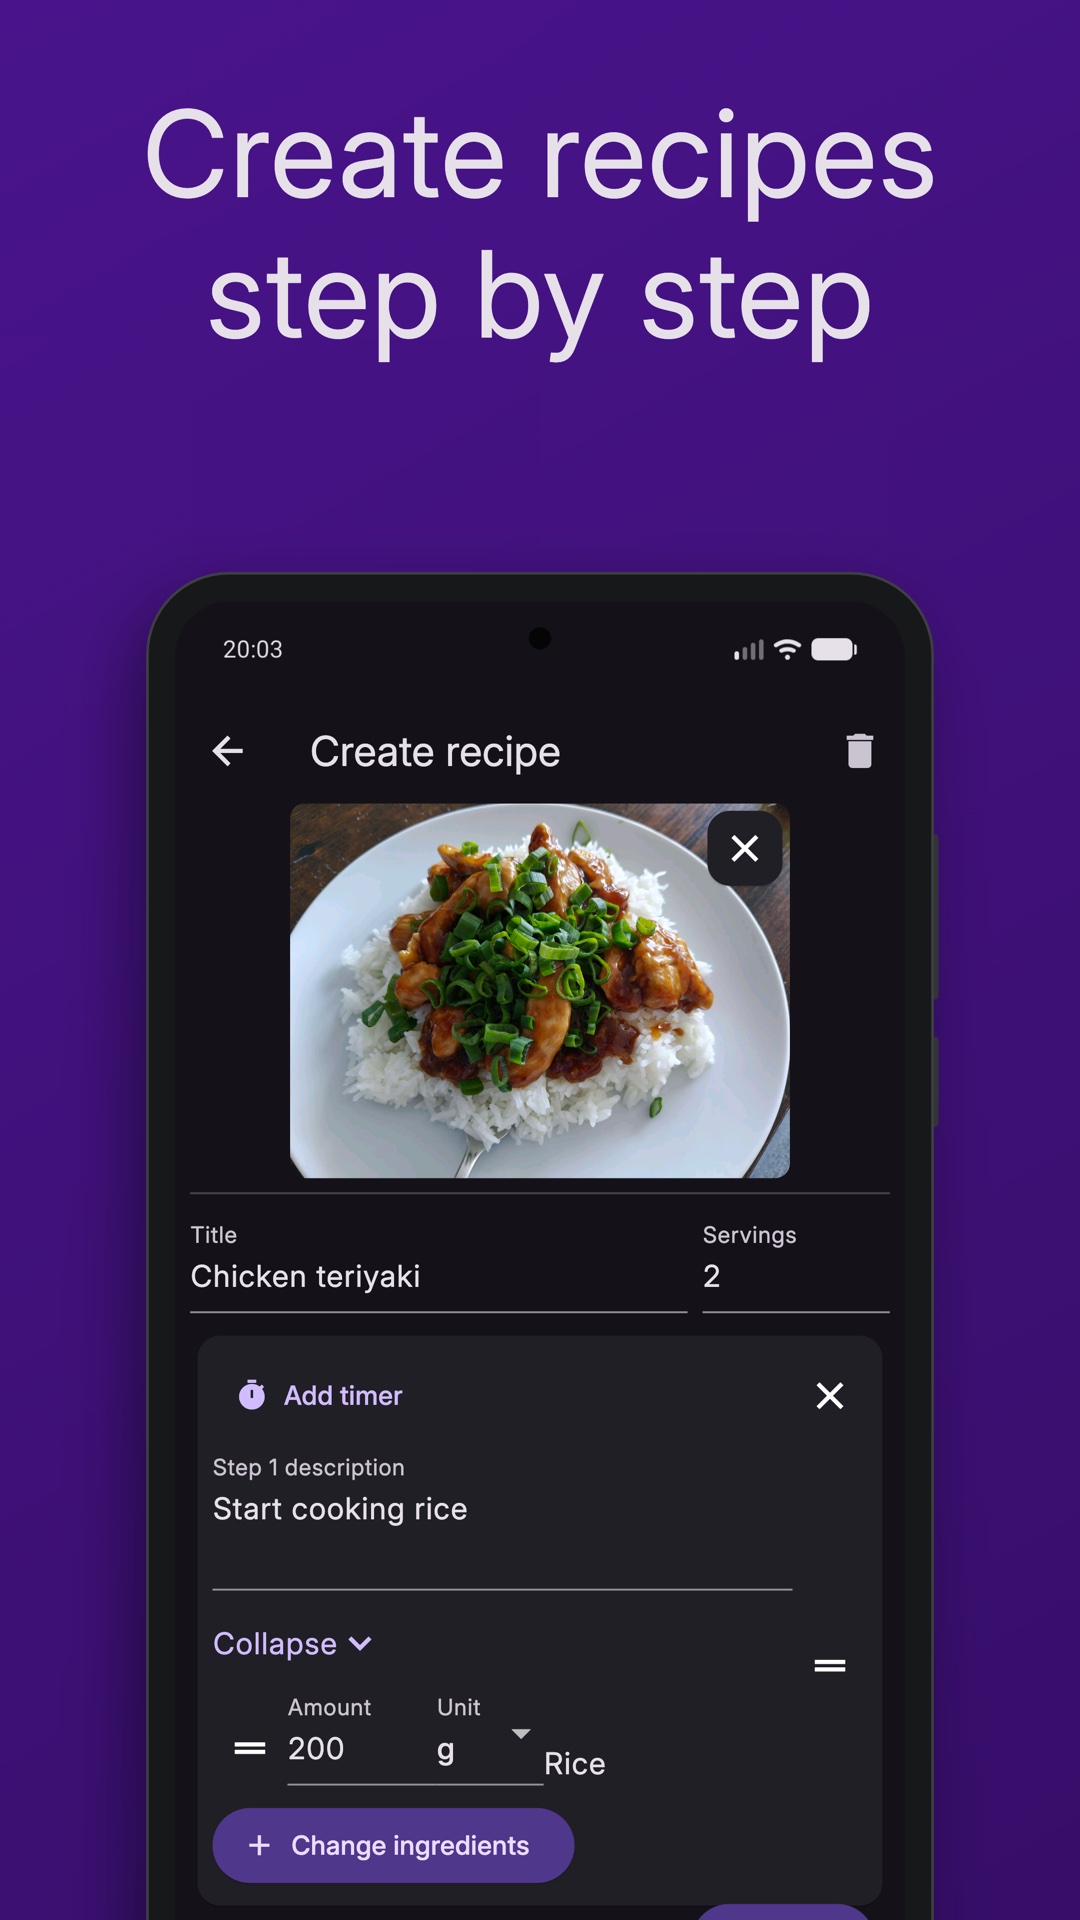 Create recipes
step by step
20:03
Create recipe
Title
Servings
Chicken teriyaki
2
Add timer
Step 1 description
Start cooking rice
Collapse
Amount
Unit
200
g
Rice
+ Change ingredients